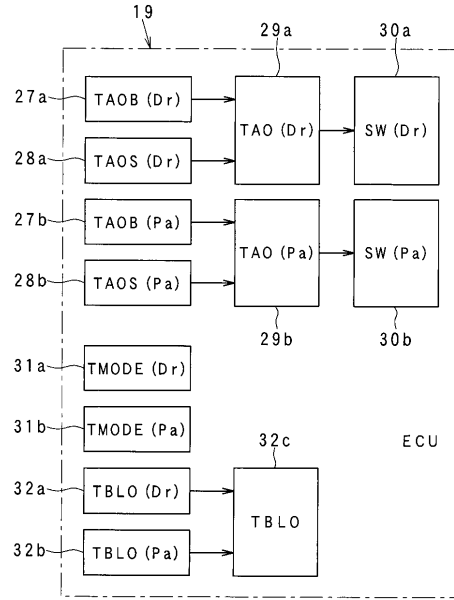 19
29a
30a
27a
TAOB (Dr)
TAO (Dr)
SW (Dr)
28a
TAOS (Dr)
27b
TAOB (Pa)
TAO (Pa)
SW (Pa)
28b
TAOS (Pa)
29b
30b
31a
TMODE (Dr)
31b
TMODE (Pa)
32c
ECU
32a
TBLO (Dr)
TBLO
32b
TBLO (Pa)